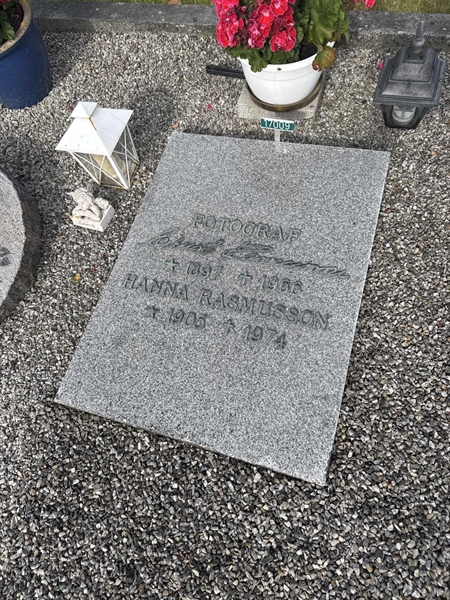 17009
FOTOGRAF
1897 † 1966
HANNA RASMUSSON
* 1905 † 1974